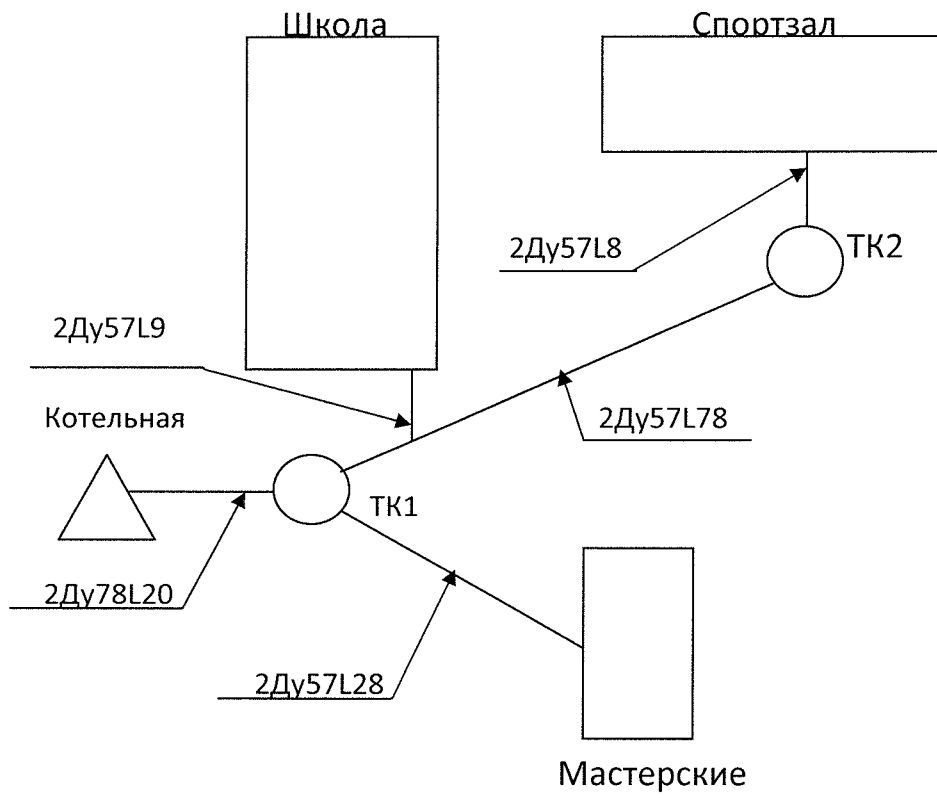 Школа
Спортзал
ТК2
2Ду57L8
2Ду57L9
2Ду57L78
Котельная
ТК1
2Ду78L20
2Ду57L28
Мастерские